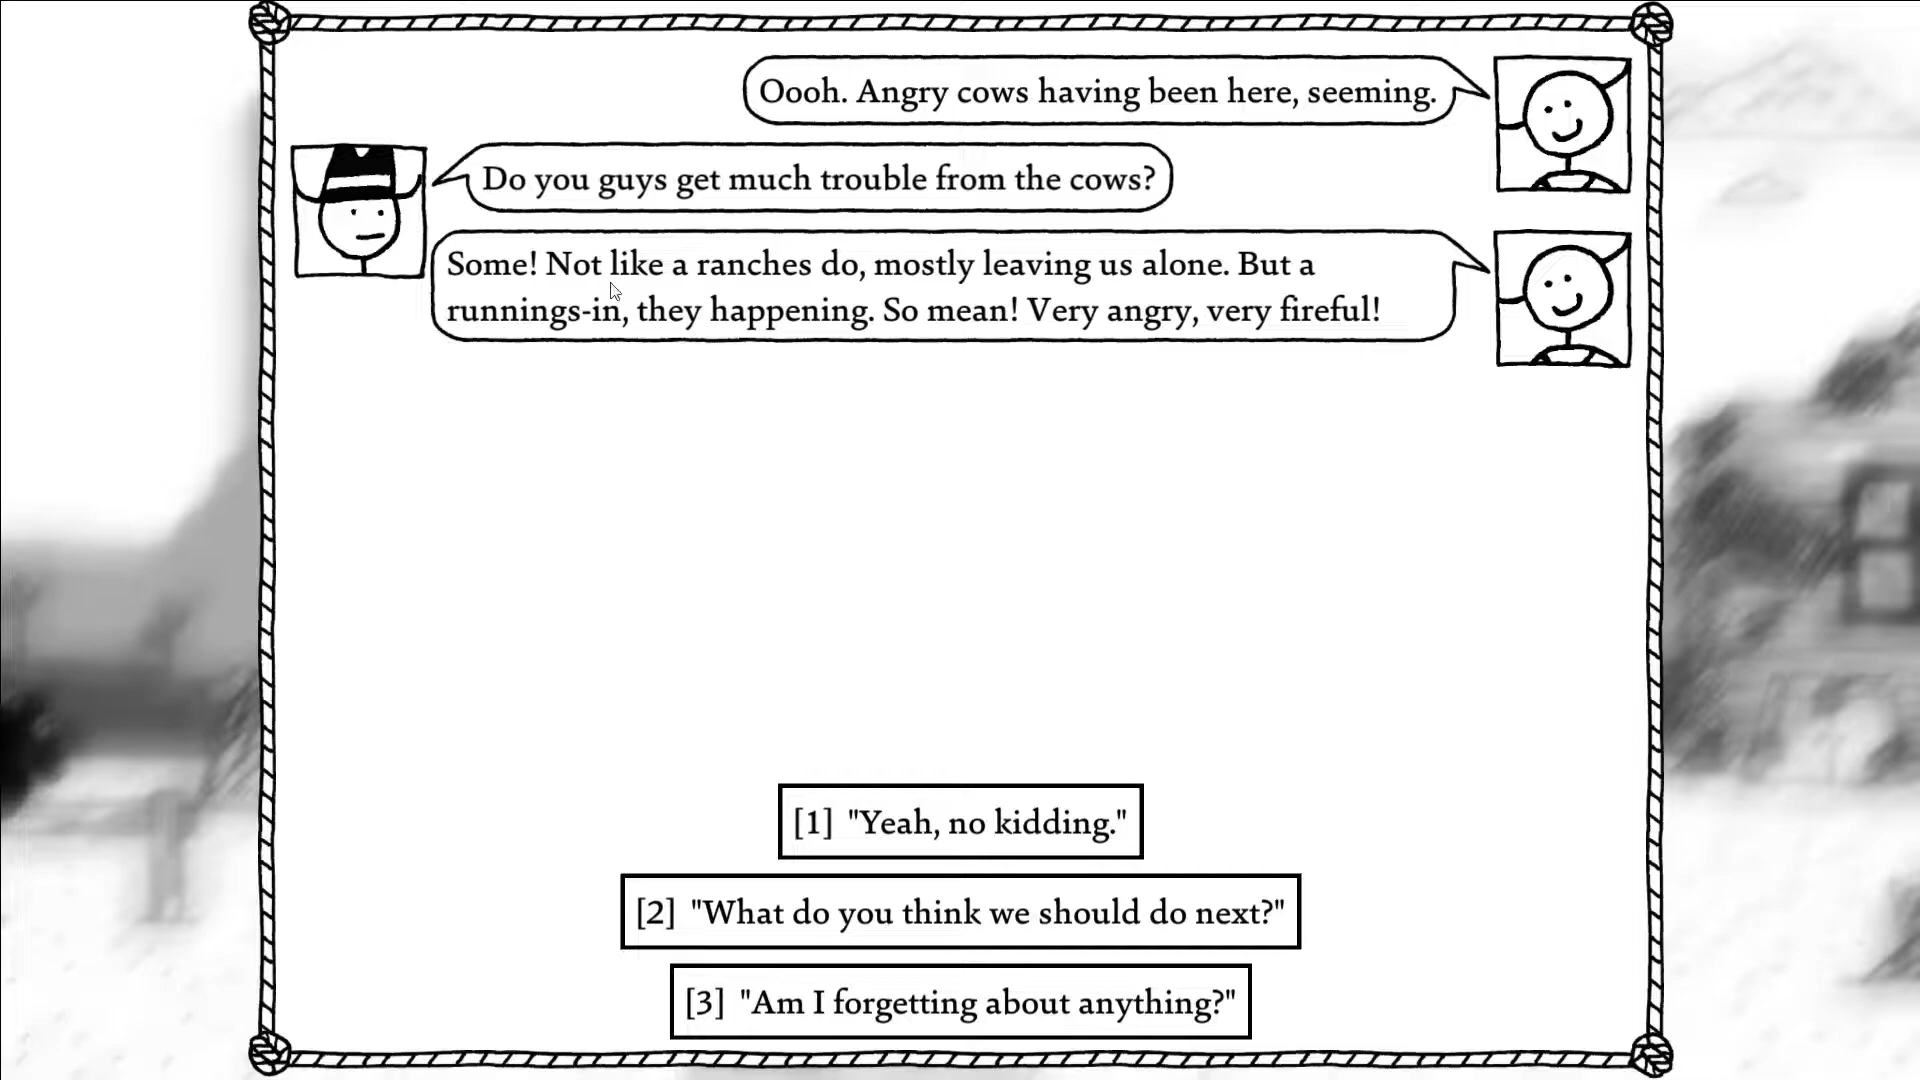 Oooh. Angry cows having been here, seeming.
Do you guys get much trouble from the cows?
Some! Not like a ranches do, mostly leaving us alone. But a
runnings-in, they happening. So mean! Very angry, very fireful!
[1] "Yeah, no kidding."
[2] "What do you think we should do next?"
[3] "Am I forgetting about anything?"